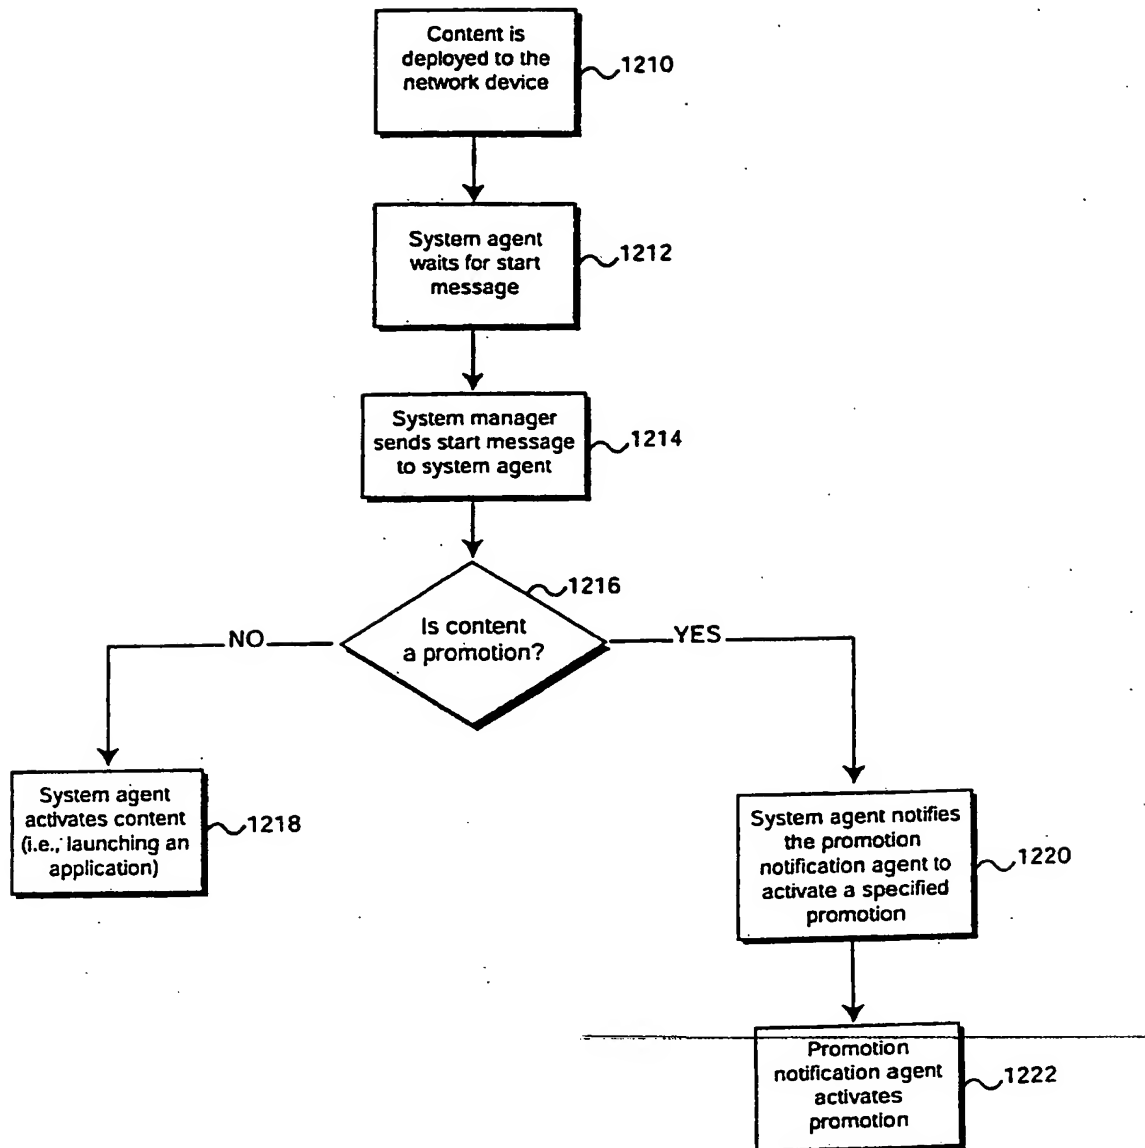 Content is
deployed to the
network device
1210
System agent
waits for start
message
1212
System manager
sends start message
to system agent
1214
1216
Is content
a promotion?
NO
YES
System agent
activates content
(i.e., launching an
application)
1218
System agent notifies
the promotion
notification agent to
activate a specified
promotion
1220
Promotion
notification agent
activates
promotion
1222